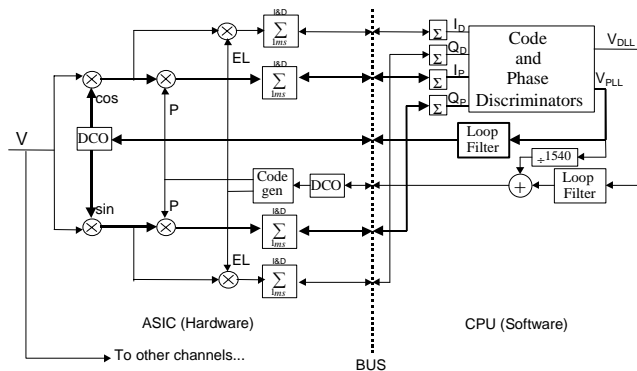 I&D
Σ
1ms
Σ
I_D
EL
Σ
Q_D
Code
and
Phase
Discriminators
V_DLL
I&D
Σ
1ms
Σ
I_P
V_PLL
cos
P
Σ
Q_P
V
DCO
Loop
Filter
÷1540
Code
gen
DCO
+
Loop
Filter
sin
P
I&D
Σ
1ms
EL
I&D
Σ
1ms
ASIC (Hardware)
CPU (Software)
To other channels...
BUS